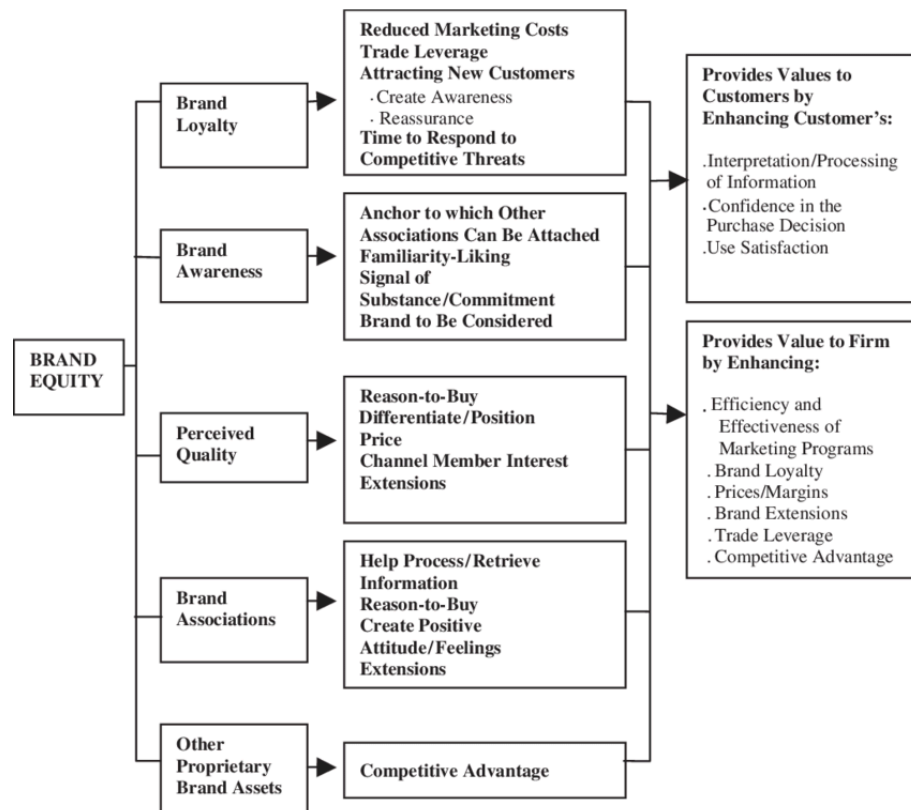 BRAND
EQUITY
Brand
Loyalty
Reduced Marketing Costs
Trade Leverage
Attracting New Customers
· Create Awareness
· Reassurance
Time to Respond to
Competitive Threats
Brand
Awareness
Anchor to which Other
Associations Can Be Attached
Familiarity-Liking
Signal of
Substance/Commitment
Brand to Be Considered
Perceived
Quality
Reason-to-Buy
Differentiate/Position
Price
Channel Member Interest
Extensions
Brand
Associations
Help Process/Retrieve
Information
Reason-to-Buy
Create Positive
Attitude/Feelings
Extensions
Other
Proprietary
Brand Assets
Competitive Advantage
Provides Values to
Customers by
Enhancing Customer's:
.Interpretation/Processing
of Information
.Confidence in the
Purchase Decision
.Use Satisfaction
Provides Value to Firm
by Enhancing:
. Efficiency and
Effectiveness of
Marketing Programs
. Brand Loyalty
. Prices/Margins
. Brand Extensions
. Trade Leverage
. Competitive Advantage